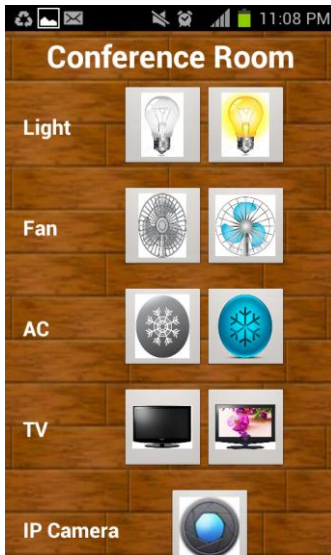 11:08 PM
Conference Room
Light
Fan
AC
TV
IP Camera